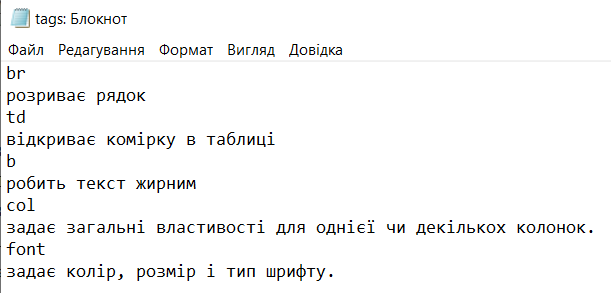 tags: Блокнот
Файл Редагування Формат Вигляд Довідка
br
розриває рядок
td
відкриває комірку в таблиці
b
робить текст жирним
col
задає загальні властивості для однієї чи декількох колонок.
font
задає колір, розмір і тип шрифту.